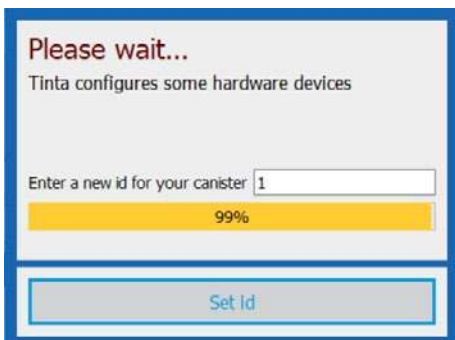 Please wait...
Tinta configures some hardware devices
Enter a new id for your canister 1
99%
Set Id